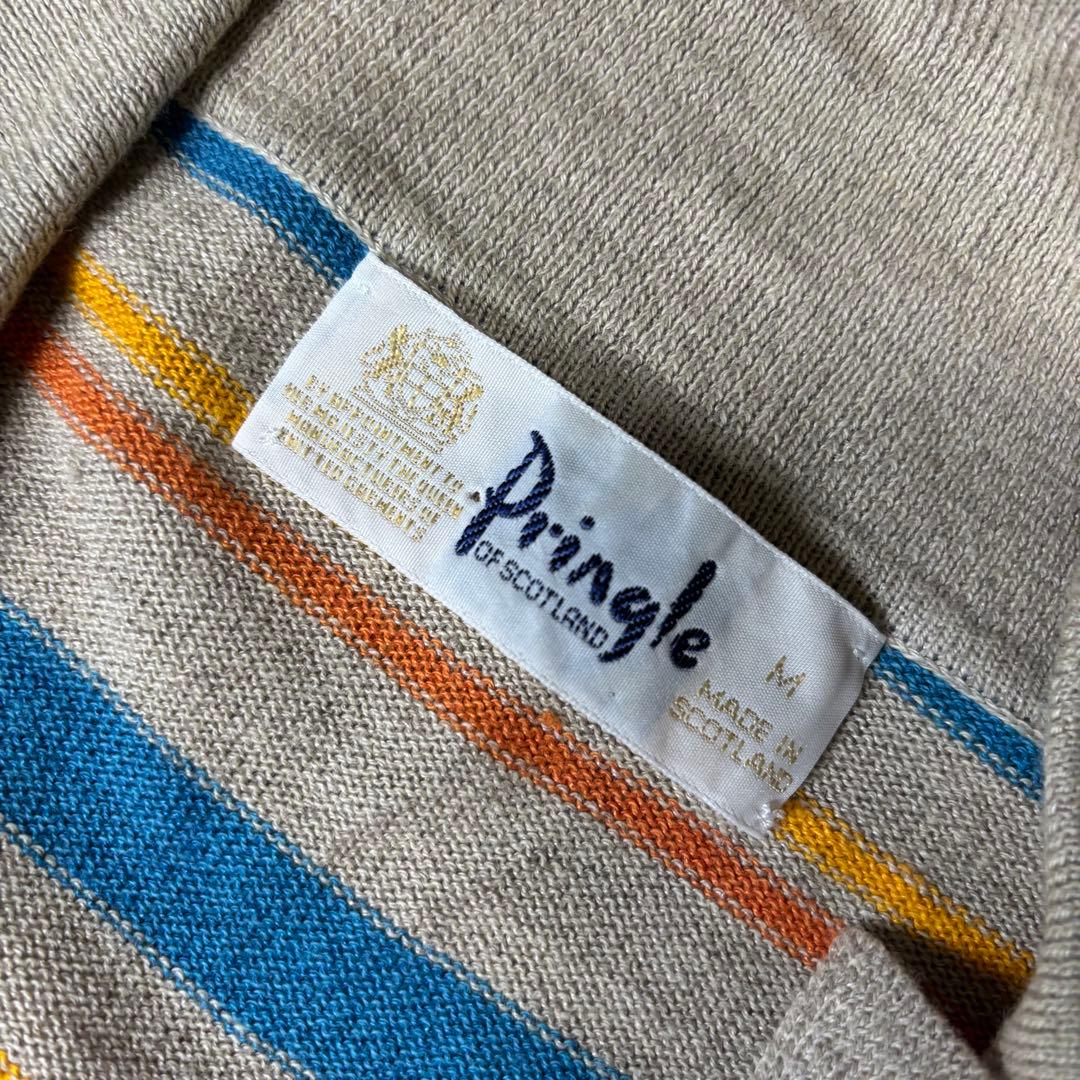 BY APPOINTMENT TO
HER MAJESTY THE QUEEN
MANUFACTURERS OF
KNITTED GARMENTS
Pringle
OF SCOTLAND
M
MADE IN
SCOTLAND